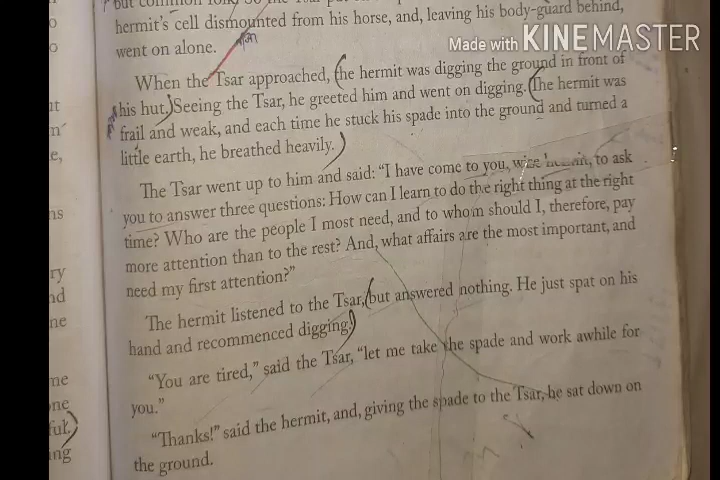 but common folk, so the Tsar put on
hermit's cell dismounted from his horse, and, leaving his body-guard behind,
went on alone.
Made with KINEMASTER
When the Tsar approached, (he hermit was digging the ground in front of
his hut.) Seeing the Tsar, he greeted him and went on digging. (The hermit was
frail and weak, and each time he stuck his spade into the ground and turned a
little earth, he breathed heavily.)
The Tsar went up to him and said: "I have come to you, wise hermit, to ask
you to answer three questions: How can I learn to do the right thing at the right
time? Who are the people I most need, and to whom should I, therefore, pay
more attention than to the rest? And, what affairs are the most important, and
need my first attention?"
The hermit listened to the Tsar, (but answered nothing. He just spat on his
hand and recommenced digging.)
"You are tired," said the Tsar, "let me take the spade and work awhile for
you."
"Thanks!" said the hermit, and, giving the spade to the Tsar, he sat down on
the ground.